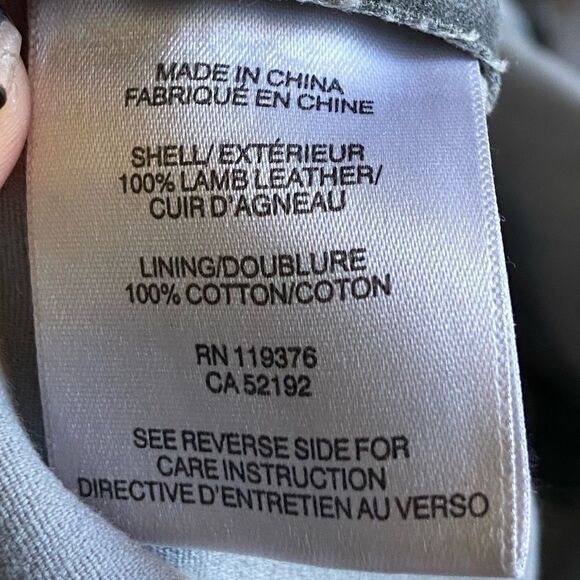 MADE IN CHINA
FABRIQUÉ EN CHINE
SHELL/EXTÉRIEUR
100% LAMB LEATHER/
CUIR D'AGNEAU
LINING/DOUBLURE
100% COTTON/COTON
RN 119376
CA 52192
SEE REVERSE SIDE FOR
CARE INSTRUCTION
DIRECTIVE D'ENTRETIEN AU VERSO